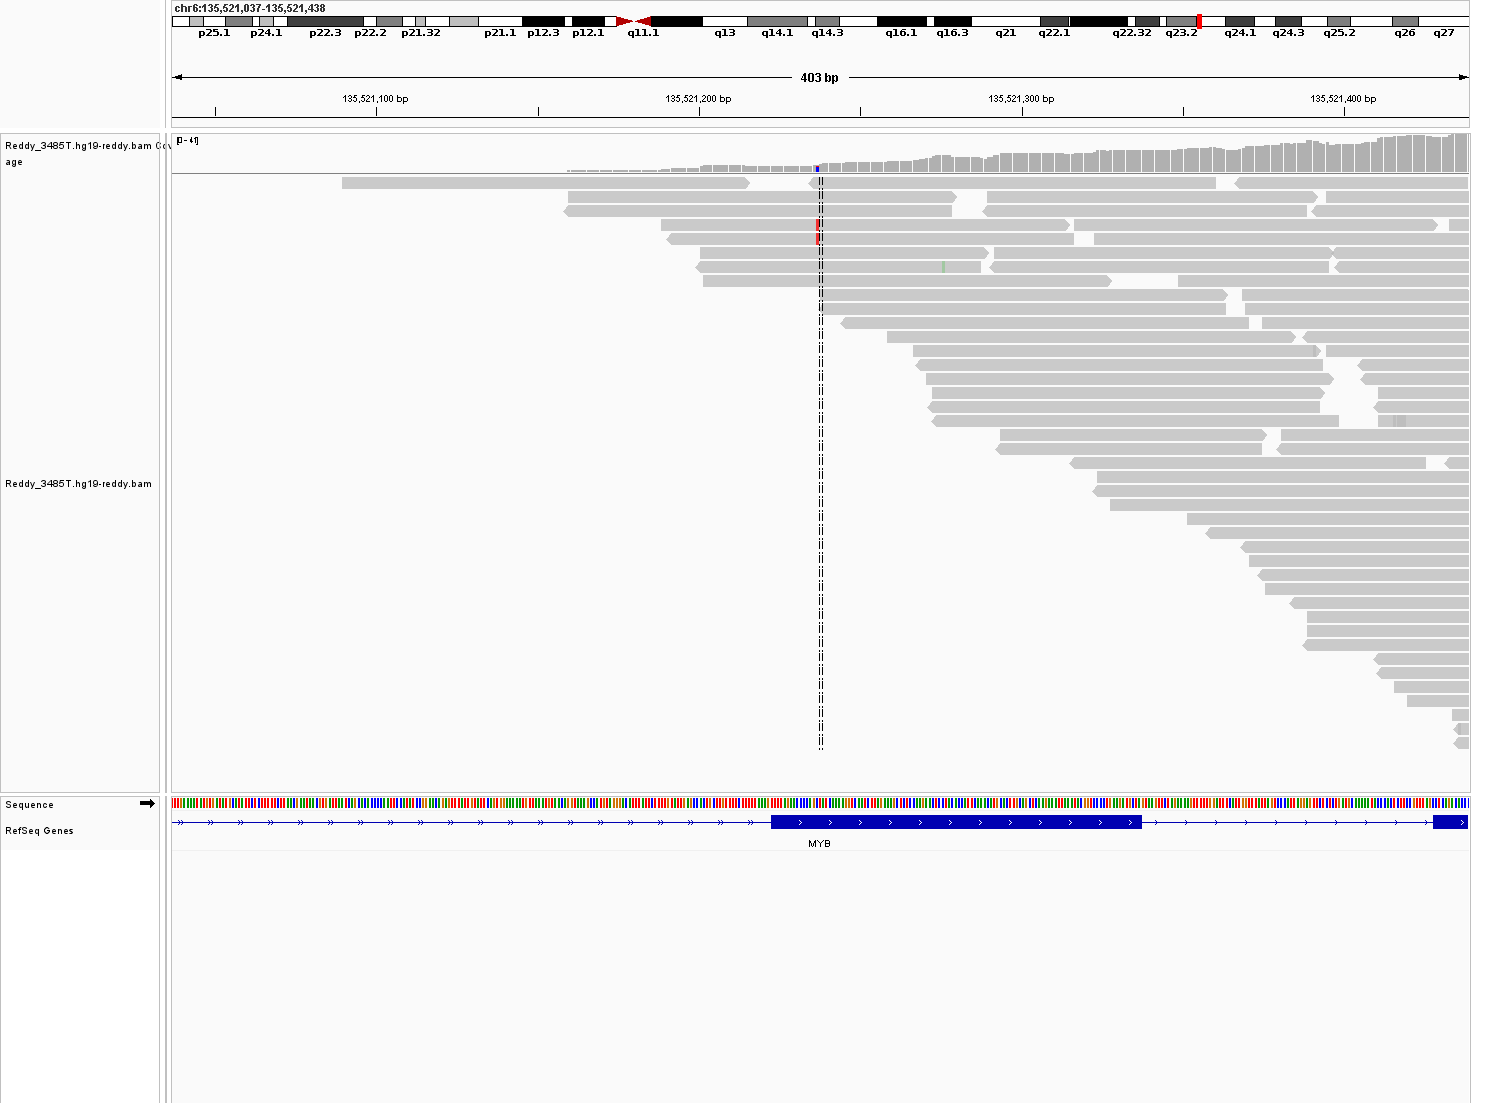 chr6:135,521,037-135,521,438
p25.1 p24.1 p22.3 p22.2 p21.32 p21.1 p12.3 p12.1 q11.1 q13 q14.1 q14.3 q16.1 q16.3 q21 q22.1 q22.32 q23.2 q24.1 q24.3 q25.2 q26 q27
403 bp
135,521,100 bp 135,521,200 bp 135,521,300 bp 135,521,400 bp
[0 - 41]
Reddy_3485T.hg19-reddy.bam Cov
age
Reddy_3485T.hg19-reddy.bam
Sequence
RefSeq Genes
MYB